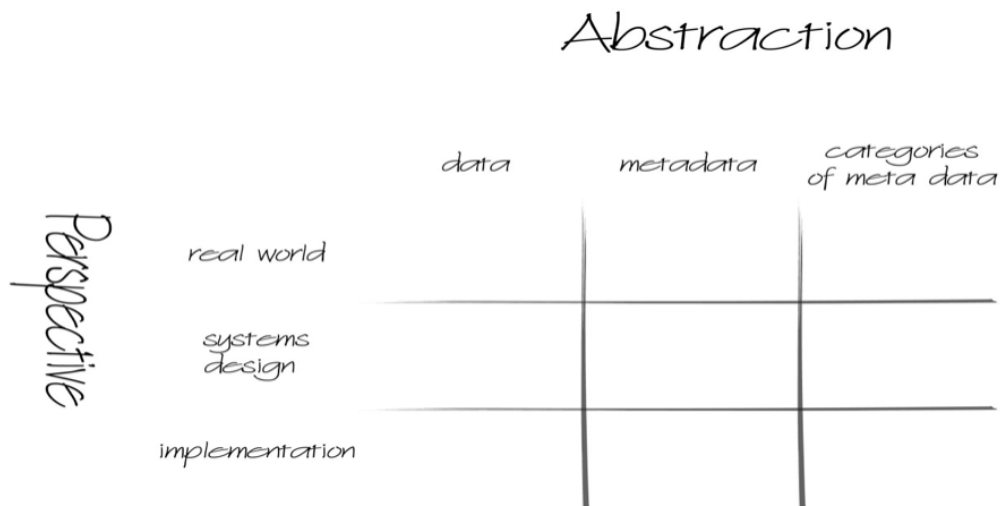 Abstraction
data
metadata
categories
of meta data
Perspective
real world
systems
design
implementation